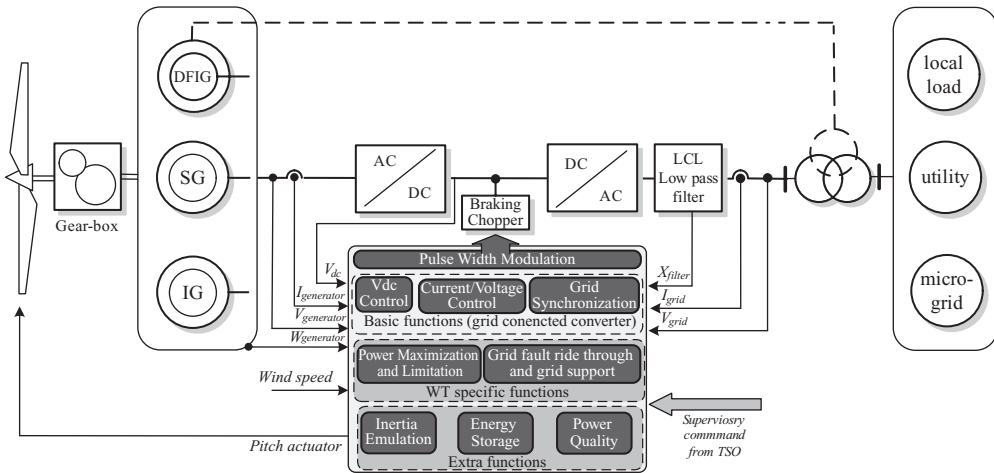 DFIG
SG
IG
Gear-box
AC
DC
Braking
Chopper
DC
AC
LCL
Low pass
filter
local
load
utility
micro-
grid
Pulse Width Modulation
Vdc
Control
Current/Voltage
Control
Grid
Synchronization
Basic functions (grid conencted converter)
Power Maximization
and Limitation
Grid fault ride through
and grid support
WT specific functions
Inertia
Emulation
Energy
Storage
Power
Quality
Extra functions
Vdc
Igenerator
Vgenerator
Wgenerator
Wind speed
Pitch actuator
Xfilter
Igrid
Vgrid
Superviosry
commmand
from TSO